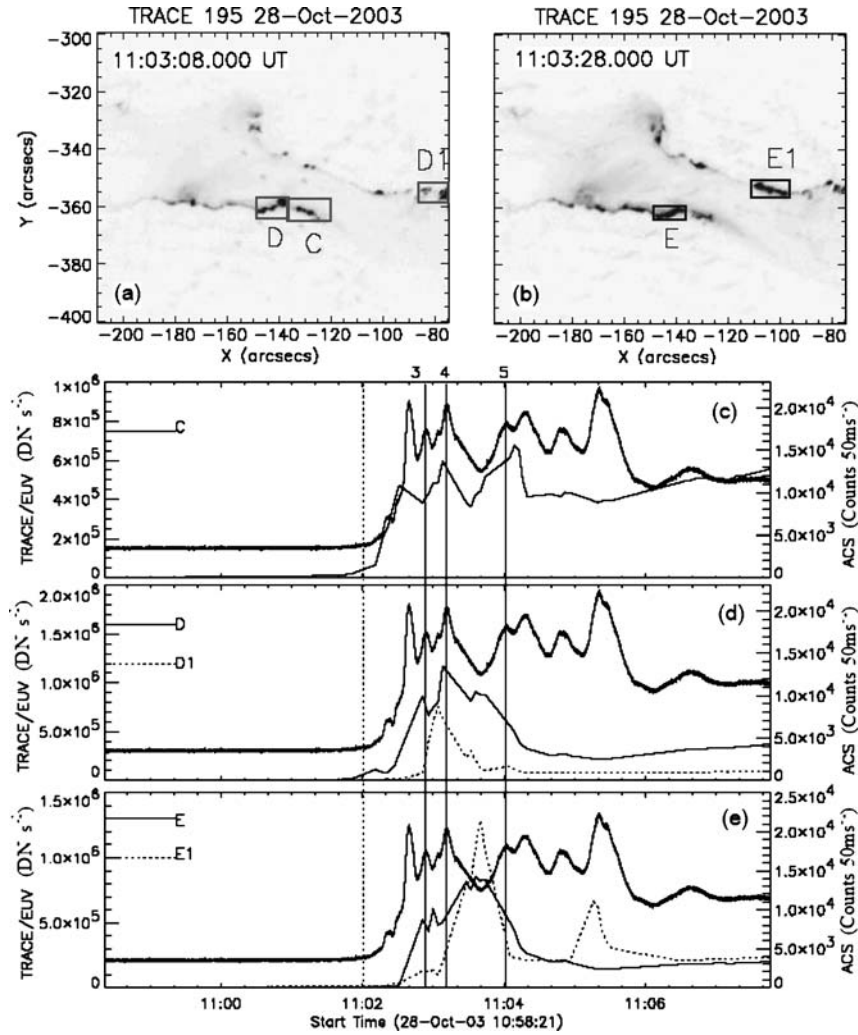 TRACE 195 28-Oct-2003
TRACE 195 28-Oct-2003
11:03:08.000 UT
11:03:28.000 UT
-300
-320
-340
-360
-380
-400
Y (arcsecs)
D1
D
C
E1
E
(a)
(b)
-200 -180 -160 -140 -120 -100 -80
-200 -180 -160 -140 -120 -100 -80
X (arcsecs)
X (arcsecs)
3 4 5
1×10⁶
8×10⁵
6×10⁵
4×10⁵
2×10⁵
0
TRACE/EUV (DN s⁻¹)
C
(c)
2.0×10⁴
1.5×10⁴
1.0×10⁴
5.0×10³
0
ACS (Counts 50ms⁻¹)
2.0×10⁶
1.5×10⁶
1.0×10⁶
5.0×10⁵
0
TRACE/EUV (DN s⁻¹)
D
D1
(d)
2.0×10⁴
1.5×10⁴
1.0×10⁴
5.0×10³
0
ACS (Counts 50ms⁻¹)
1.5×10⁶
1.0×10⁶
5.0×10⁵
0
TRACE/EUV (DN s⁻¹)
E
E1
(e)
2.5×10⁴
2.0×10⁴
1.5×10⁴
1.0×10⁴
5.0×10³
0
ACS (Counts 50ms⁻¹)
11:00 11:02 11:04 11:06
Start Time (28-Oct-03 10:58:21)